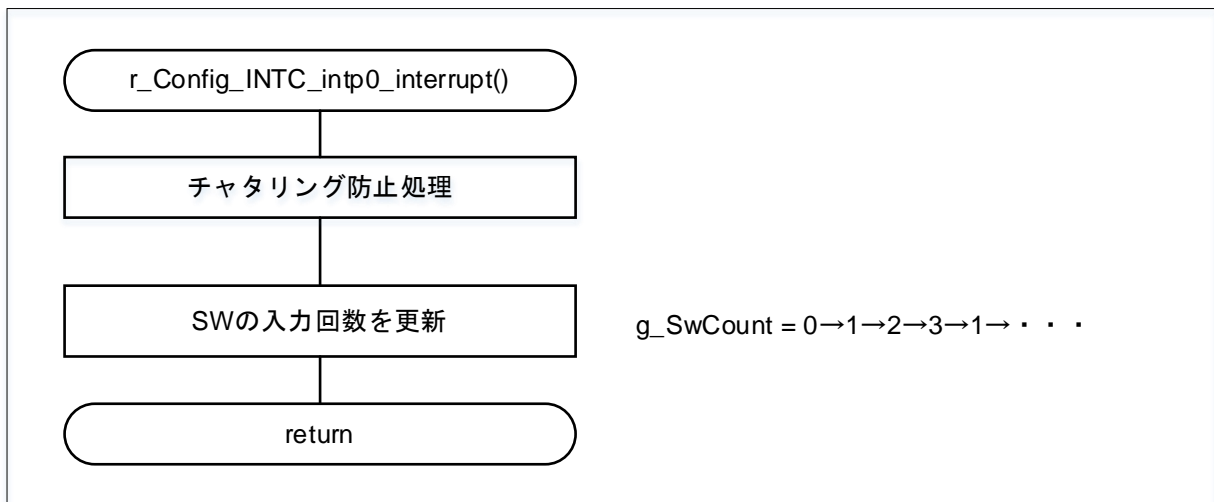 r_Config_INTC_intp0_interrupt()
チャタリング防止処理
SWの入力回数を更新
g_SwCount = 0→1→2→3→1→・・・
return